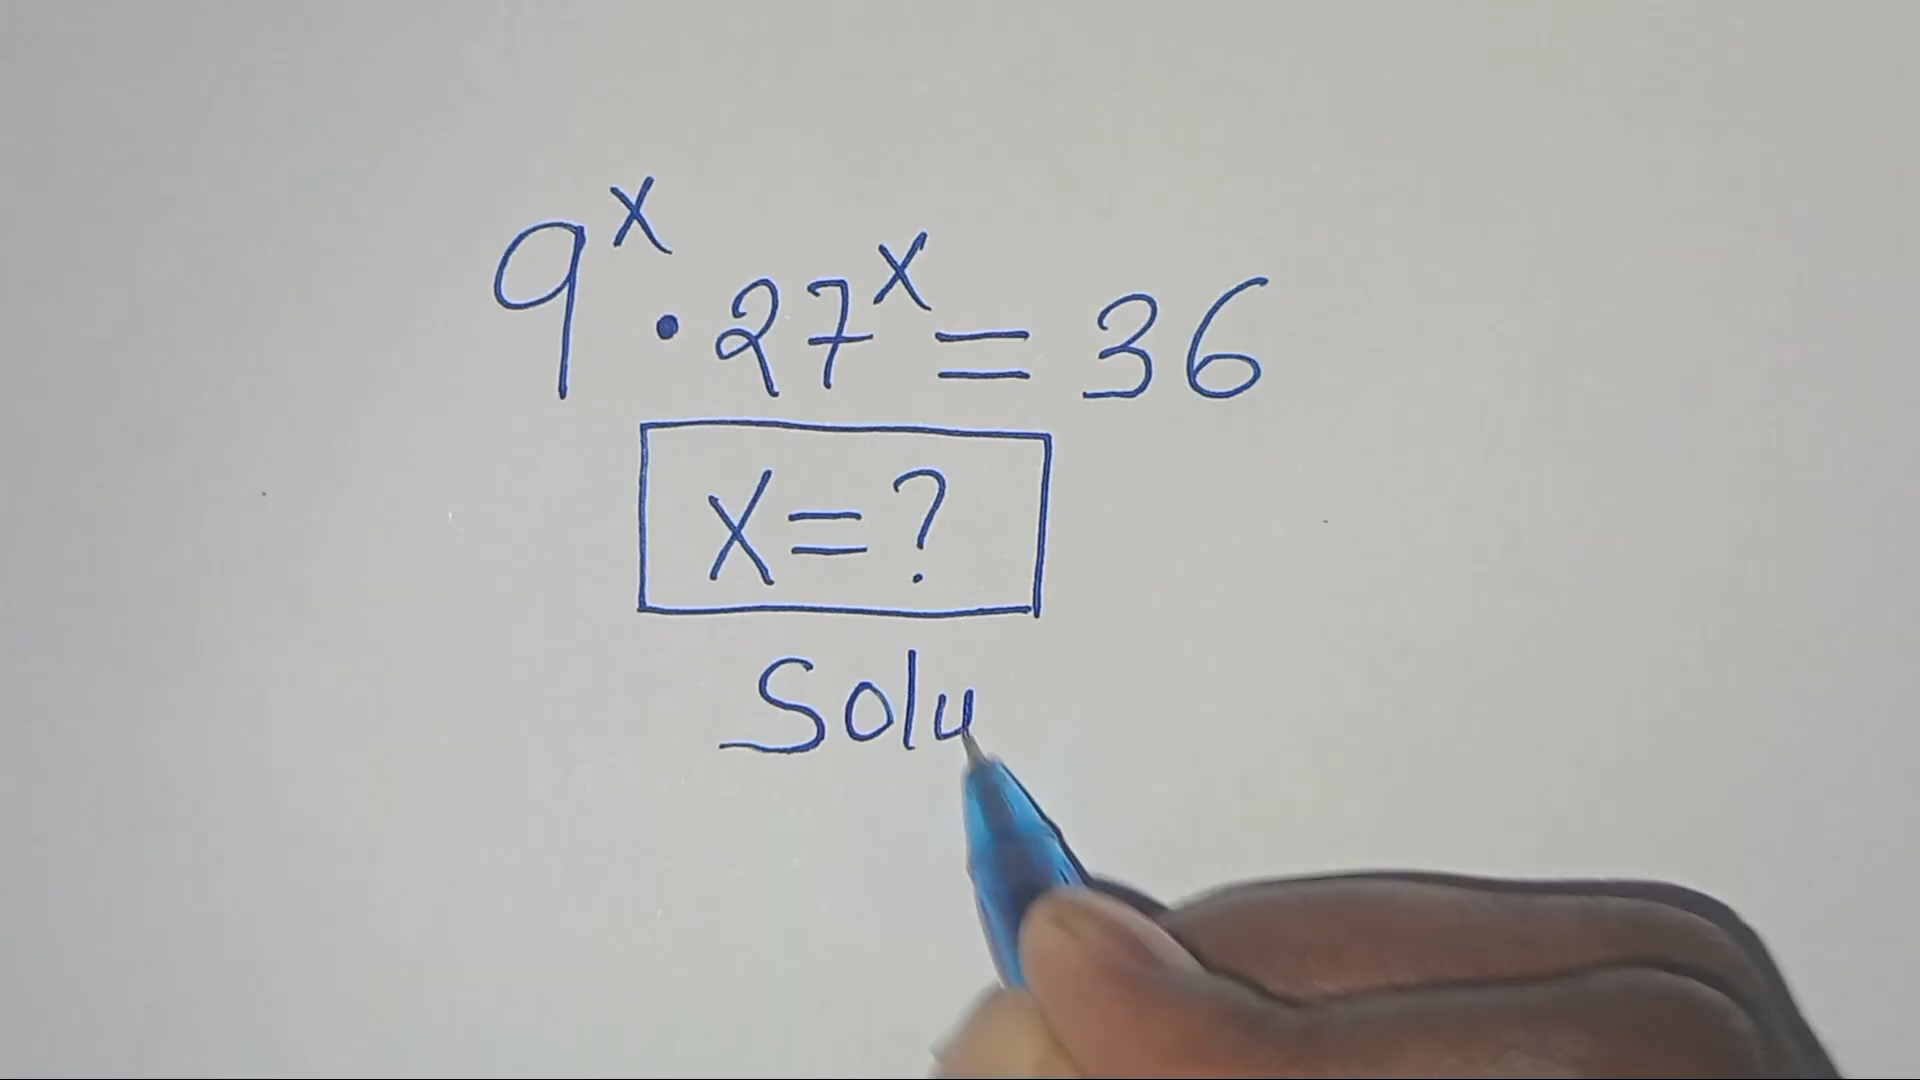 9^x · 27^x = 36
x = ?
Solu